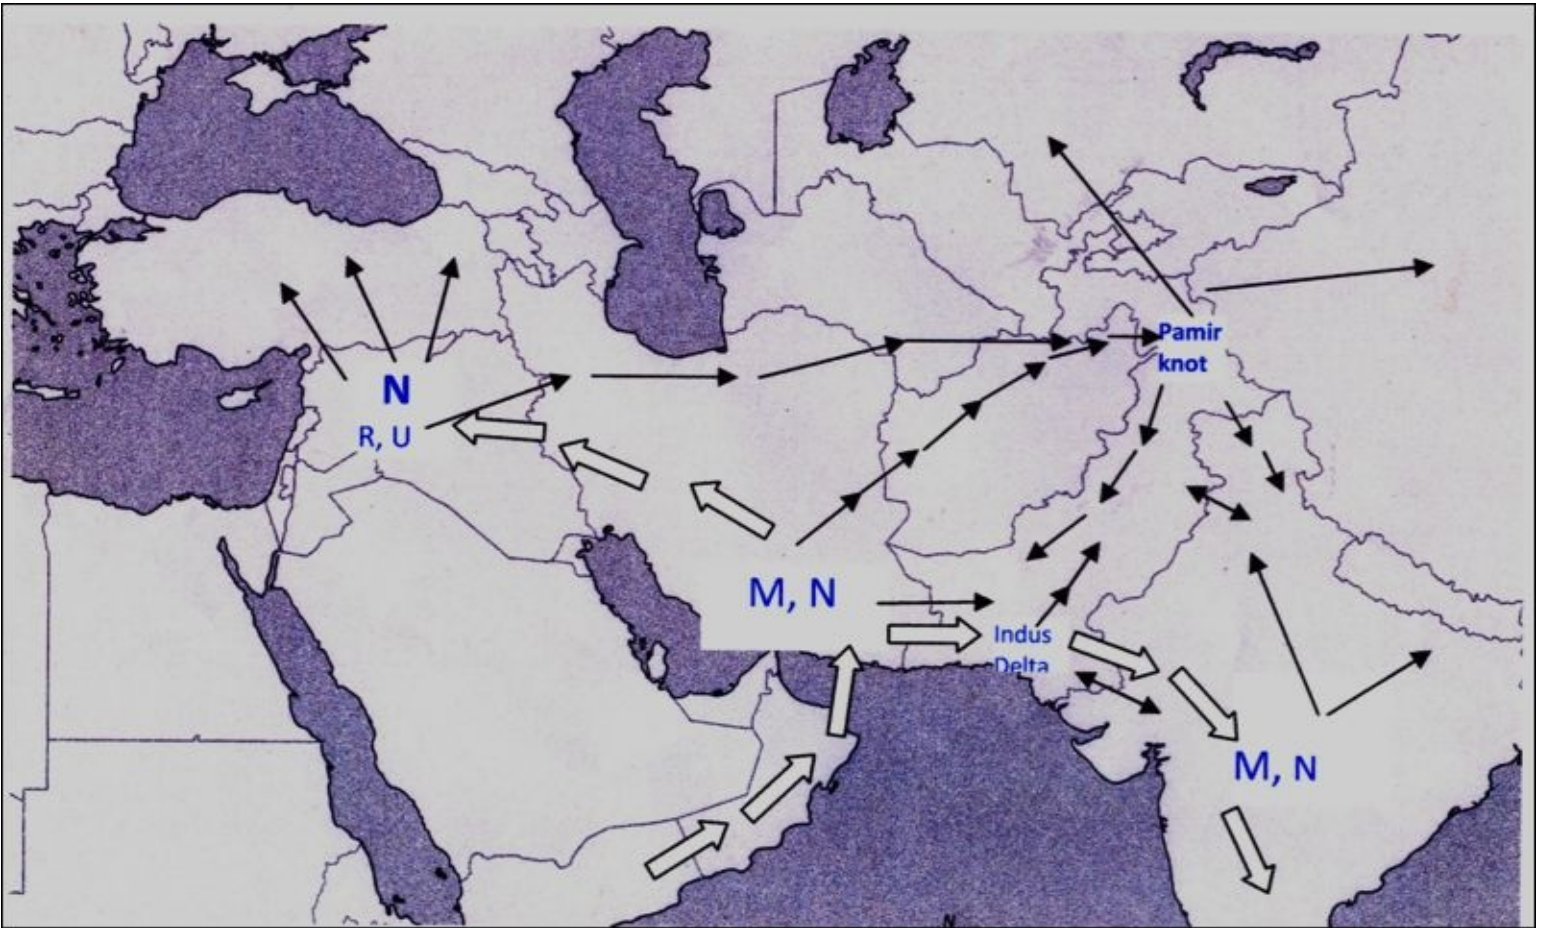 Pamir
knot
N
R, U
M, N
Indus
Delta
M, N
N